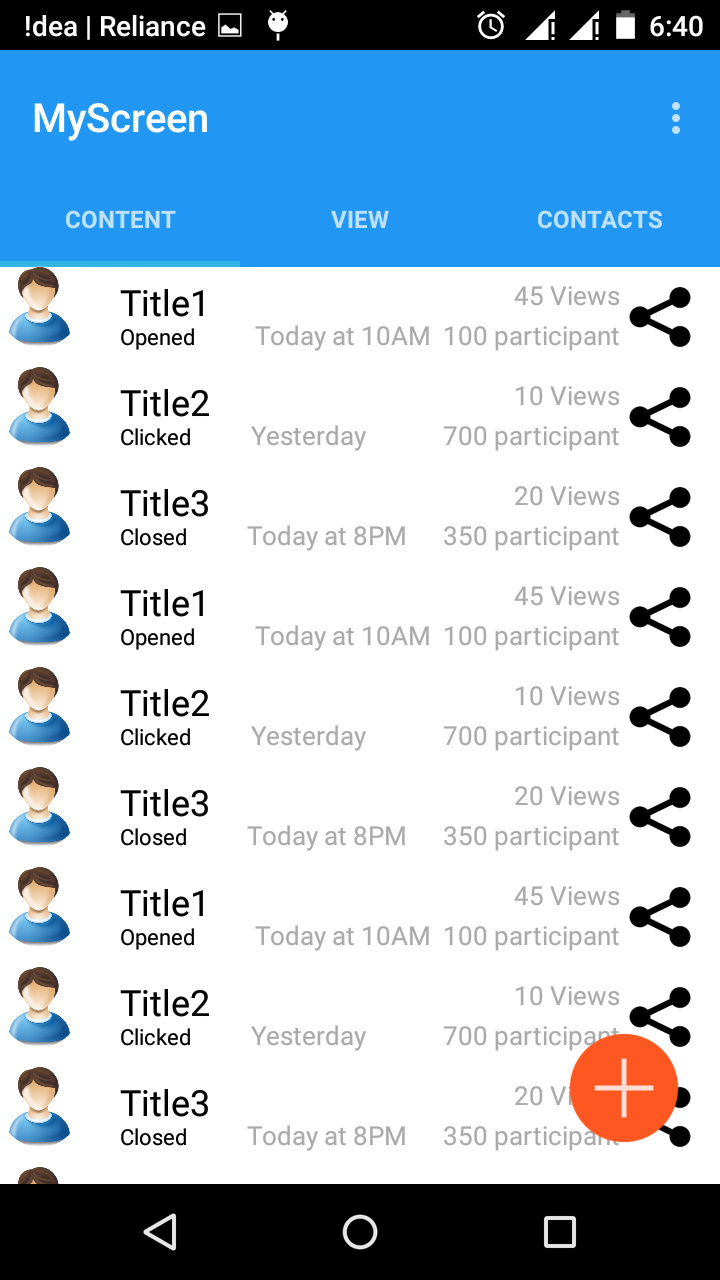 !dea | Reliance 6:40
MyScreen
CONTENT VIEW CONTACTS
Title1 45 Views
Opened Today at 10AM 100 participant
Title2 10 Views
Clicked Yesterday 700 participant
Title3 20 Views
Closed Today at 8PM 350 participant
Title1 45 Views
Opened Today at 10AM 100 participant
Title2 10 Views
Clicked Yesterday 700 participant
Title3 20 Views
Closed Today at 8PM 350 participant
Title1 45 Views
Opened Today at 10AM 100 participant
Title2 10 Views
Clicked Yesterday 700 participant
Title3 20
Closed Today at 8PM 350 participant